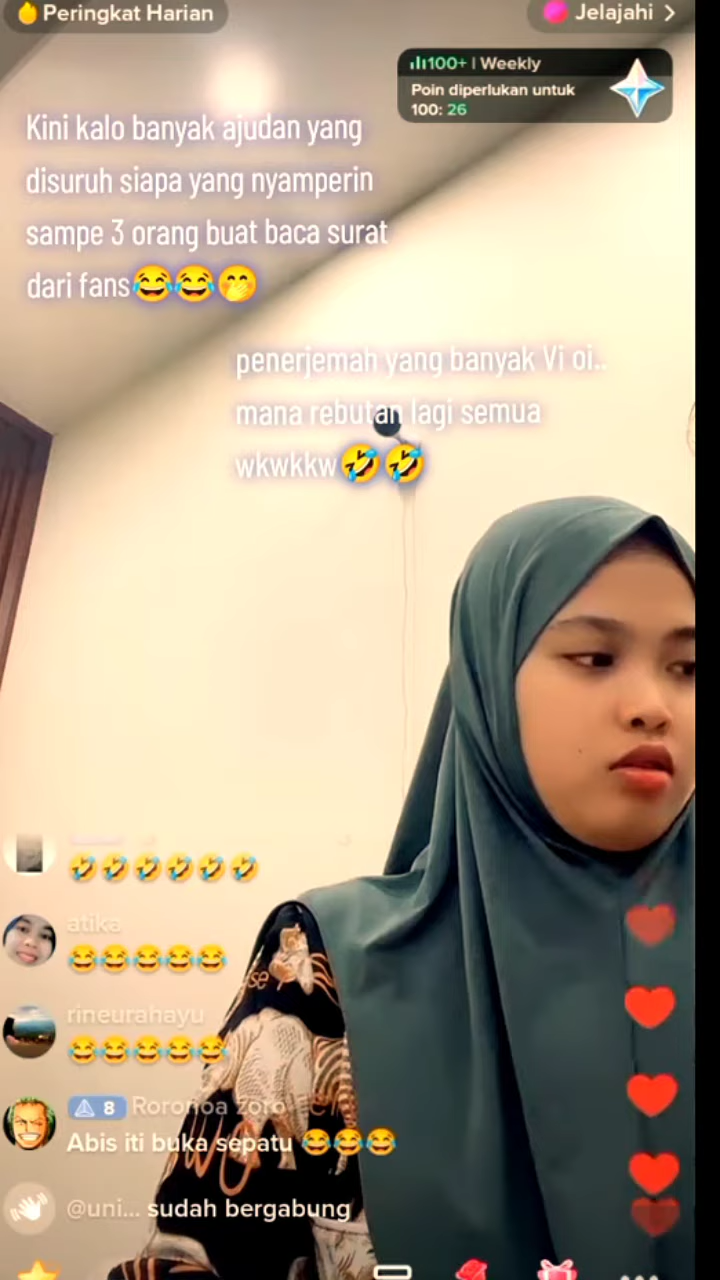 Peringkat Harian
Jelajahi
100+ | Weekly
Poin diperlukan untuk
100: 26
Kini kalo banyak ajudan yang
disuruh siapa yang nyamperin
sampe 3 orang buat baca surat
dari fans😂😂🤭
penerjemah yang banyak Vi oi..
mana rebutan lagi semua
wkwkkw🤣🤣
🤣🤣🤣🤣🤣🤣
atika
😂😂😂😂😂
rineurahayu
😂😂😂😂😂
8 Roronoa zoro
Abis iti buka sepatu 😂😂😂
@uni... sudah bergabung